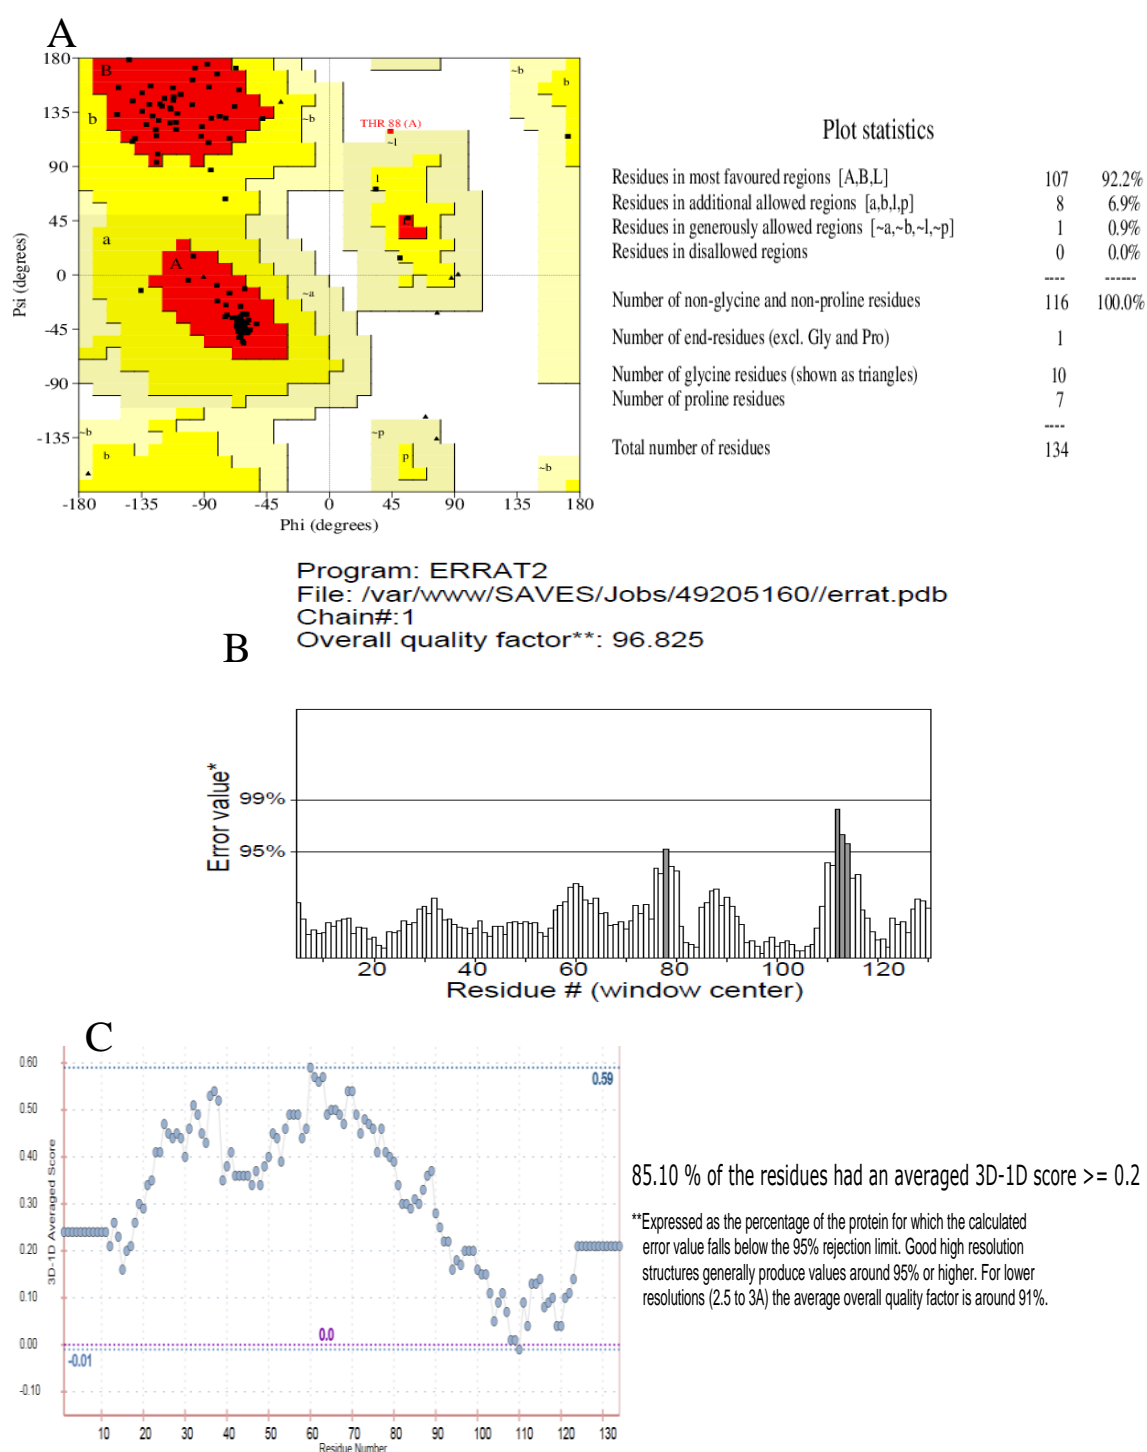 A
180
135
90
45
0
-45
-90
-135
-180
-135
-90
-45
0
45
90
135
180
Psi (degrees)
Phi (degrees)
B
b
a
A
~b
~a
THR 88 (A)
~l
l
L
~b
b
~b
b
~p
p
~b
Plot statistics
Residues in most favoured regions [A,B,L] 107 92.2%
Residues in additional allowed regions [a,b,l,p] 8 6.9%
Residues in generously allowed regions [~a,~b,~l,~p] 1 0.9%
Residues in disallowed regions 0 0.0%
---- ------
Number of non-glycine and non-proline residues 116 100.0%
Number of end-residues (excl. Gly and Pro) 1
Number of glycine residues (shown as triangles) 10
Number of proline residues 7
----
Total number of residues 134
Program: ERRAT2
File: /var/www/SAVES/Jobs/49205160//errat.pdb
Chain#:1
Overall quality factor**: 96.825
B
Error value*
99%
95%
20 40 60 80 100 120
Residue # (window center)
C
0.60
0.50
0.40
0.30
0.20
0.10
0.00
-0.10
3D-1D Averaged Score
0.59
0.0
-0.01
10 20 30 40 50 60 70 80 90 100 110 120 130
Residue Number
85.10 % of the residues had an averaged 3D-1D score >= 0.2
**Expressed as the percentage of the protein for which the calculated
error value falls below the 95% rejection limit. Good high resolution
structures generally produce values around 95% or higher. For lower
resolutions (2.5 to 3A) the average overall quality factor is around 91%.